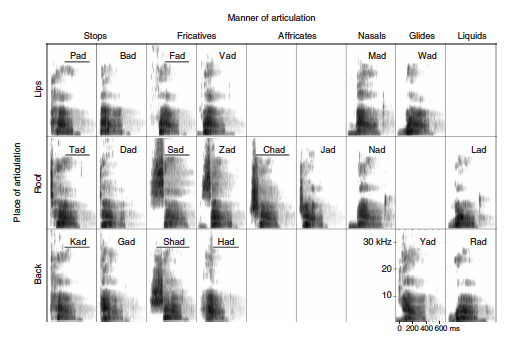 Manner of articulation
Stops Fricatives Affricates Nasals Glides Liquids
Place of articulation
Lips
Pad Bad Fad Vad Mad Wad
Roof
Tad Dad Sad Zad Chad Jad Nad Lad
Back
Kad Gad Shad Had Yad Rad
30 kHz
20
10
0 200 400 600 ms